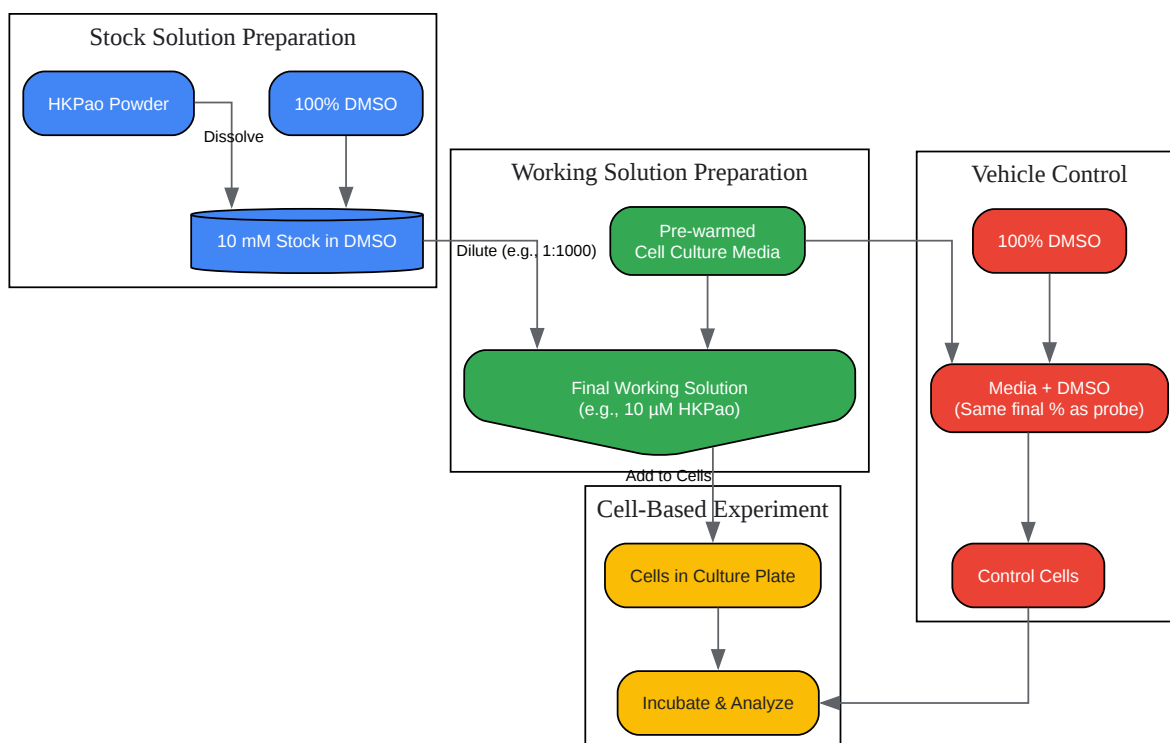 Stock Solution Preparation
HKPao Powder
100% DMSO
Dissolve
10 mM Stock in DMSO
Working Solution Preparation
Dilute (e.g., 1:1000)
Pre-warmed
Cell Culture Media
Final Working Solution
(e.g., 10 µM HKPao)
Add to Cells
Vehicle Control
100% DMSO
Media + DMSO
(Same final % as probe)
Control Cells
Cell-Based Experiment
Cells in Culture Plate
Incubate & Analyze